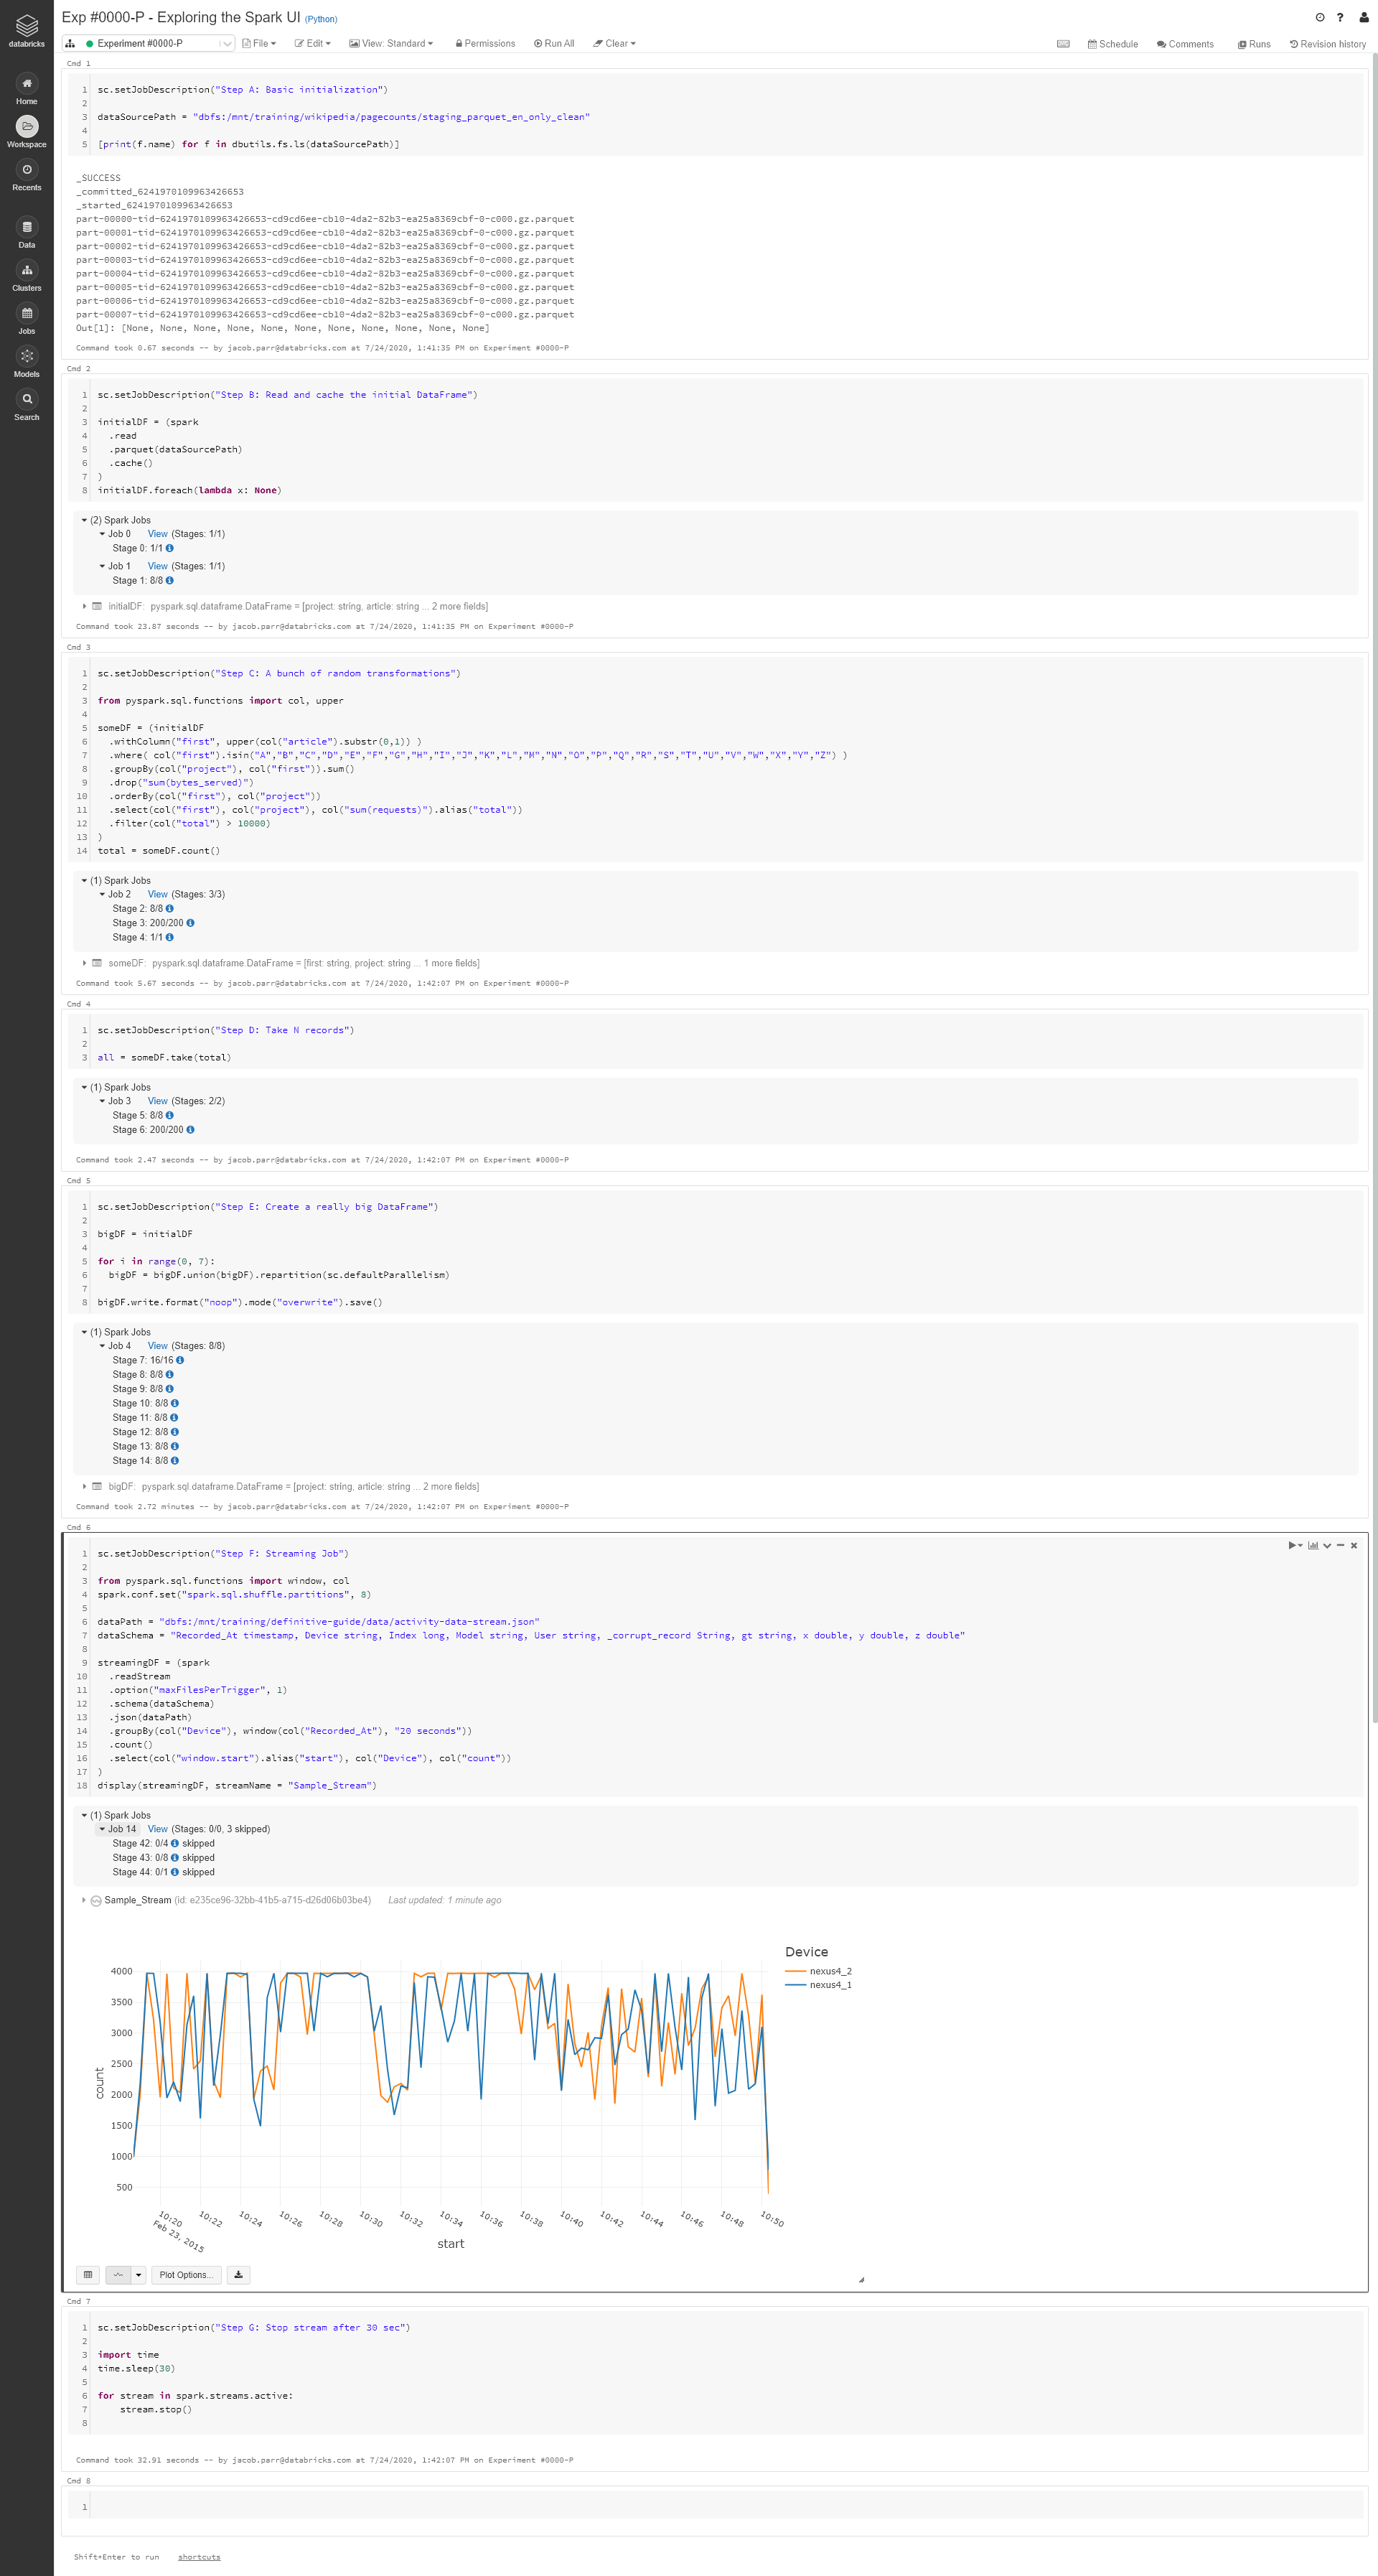 databricks
Home
Workspace
Recents
Data
Clusters
Jobs
Models
Search
Exp #0000-P - Exploring the Spark UI (Python)
Experiment #0000-P File Edit View: Standard Permissions Run All Clear Schedule Comments Runs Revision history
Cmd 1
1 sc.setJobDescription("Step A: Basic initialization")
2
3 dataSourcePath = "dbfs:/mnt/training/wikipedia/pagecounts/staging_parquet_en_only_clean"
4
5 [print(f.name) for f in dbutils.fs.ls(dataSourcePath)]
_SUCCESS
_committed_6241970109963426653
_started_6241970109963426653
part-00000-tid-6241970109963426653-cd9cd6ee-cb10-4da2-82b3-ea25a8369cbf-0-c000.gz.parquet
part-00001-tid-6241970109963426653-cd9cd6ee-cb10-4da2-82b3-ea25a8369cbf-0-c000.gz.parquet
part-00002-tid-6241970109963426653-cd9cd6ee-cb10-4da2-82b3-ea25a8369cbf-0-c000.gz.parquet
part-00003-tid-6241970109963426653-cd9cd6ee-cb10-4da2-82b3-ea25a8369cbf-0-c000.gz.parquet
part-00004-tid-6241970109963426653-cd9cd6ee-cb10-4da2-82b3-ea25a8369cbf-0-c000.gz.parquet
part-00005-tid-6241970109963426653-cd9cd6ee-cb10-4da2-82b3-ea25a8369cbf-0-c000.gz.parquet
part-00006-tid-6241970109963426653-cd9cd6ee-cb10-4da2-82b3-ea25a8369cbf-0-c000.gz.parquet
part-00007-tid-6241970109963426653-cd9cd6ee-cb10-4da2-82b3-ea25a8369cbf-0-c000.gz.parquet
Out[1]: [None, None, None, None, None, None, None, None, None, None, None]
Command took 0.67 seconds -- by jacob.parr@databricks.com at 7/24/2020, 1:41:35 PM on Experiment #0000-P
Cmd 2
1 sc.setJobDescription("Step B: Read and cache the initial DataFrame")
2
3 initialDF = (spark
4 .read
5 .parquet(dataSourcePath)
6 .cache()
7 )
8 initialDF.foreach(lambda x: None)
(2) Spark Jobs
Job 0 View (Stages: 1/1)
Stage 0: 1/1
Job 1 View (Stages: 1/1)
Stage 1: 8/8
initialDF: pyspark.sql.dataframe.DataFrame = [project: string, article: string ... 2 more fields]
Command took 23.87 seconds -- by jacob.parr@databricks.com at 7/24/2020, 1:41:35 PM on Experiment #0000-P
Cmd 3
1 sc.setJobDescription("Step C: A bunch of random transformations")
2
3 from pyspark.sql.functions import col, upper
4
5 someDF = (initialDF
6 .withColumn("first", upper(col("article").substr(0,1)) )
7 .where( col("first").isin("A","B","C","D","E","F","G","H","I","J","K","L","M","N","O","P","Q","R","S","T","U","V","W","X","Y","Z") )
8 .groupBy(col("project"), col("first")).sum()
9 .drop("sum(bytes_served)")
10 .orderBy(col("first"), col("project"))
11 .select(col("first"), col("project"), col("sum(requests)").alias("total"))
12 .filter(col("total") > 10000)
13 )
14 total = someDF.count()
(1) Spark Jobs
Job 2 View (Stages: 3/3)
Stage 2: 8/8
Stage 3: 200/200
Stage 4: 1/1
someDF: pyspark.sql.dataframe.DataFrame = [first: string, project: string ... 1 more fields]
Command took 5.67 seconds -- by jacob.parr@databricks.com at 7/24/2020, 1:42:07 PM on Experiment #0000-P
Cmd 4
1 sc.setJobDescription("Step D: Take N records")
2
3 all = someDF.take(total)
(1) Spark Jobs
Job 3 View (Stages: 2/2)
Stage 5: 8/8
Stage 6: 200/200
Command took 2.47 seconds -- by jacob.parr@databricks.com at 7/24/2020, 1:42:07 PM on Experiment #0000-P
Cmd 5
1 sc.setJobDescription("Step E: Create a really big DataFrame")
2
3 bigDF = initialDF
4
5 for i in range(0, 7):
6 bigDF = bigDF.union(bigDF).repartition(sc.defaultParallelism)
7
8 bigDF.write.format("noop").mode("overwrite").save()
(1) Spark Jobs
Job 4 View (Stages: 8/8)
Stage 7: 16/16
Stage 8: 8/8
Stage 9: 8/8
Stage 10: 8/8
Stage 11: 8/8
Stage 12: 8/8
Stage 13: 8/8
Stage 14: 8/8
bigDF: pyspark.sql.dataframe.DataFrame = [project: string, article: string ... 2 more fields]
Command took 2.72 minutes -- by jacob.parr@databricks.com at 7/24/2020, 1:42:07 PM on Experiment #0000-P
Cmd 6
1 sc.setJobDescription("Step F: Streaming Job")
2
3 from pyspark.sql.functions import window, col
4 spark.conf.set("spark.sql.shuffle.partitions", 8)
5
6 dataPath = "dbfs:/mnt/training/definitive-guide/data/activity-data-stream.json"
7 dataSchema = "Recorded_At timestamp, Device string, Index long, Model string, User string, _corrupt_record String, gt string, x double, y double, z double"
8
9 streamingDF = (spark
10 .readStream
11 .option("maxFilesPerTrigger", 1)
12 .schema(dataSchema)
13 .json(dataPath)
14 .groupBy(col("Device"), window(col("Recorded_At"), "20 seconds"))
15 .count()
16 .select(col("window.start").alias("start"), col("Device"), col("count"))
17 )
18 display(streamingDF, streamName = "Sample_Stream")
(1) Spark Jobs
Job 14 View (Stages: 0/0, 3 skipped)
Stage 42: 0/4 skipped
Stage 43: 0/8 skipped
Stage 44: 0/1 skipped
Sample_Stream (id: e235ce96-32bb-41b5-a715-d26d06b03be4) Last updated: 1 minute ago
Device
nexus4_2
nexus4_1
4000
3500
3000
2500
2000
1500
1000
500
count
10:20 10:22 10:24 10:26 10:28 10:30 10:32 10:34 10:36 10:38 10:40 10:42 10:44 10:46 10:48 10:50
Feb 23, 2015
start
Plot Options...
Cmd 7
1 sc.setJobDescription("Step G: Stop stream after 30 sec")
2
3 import time
4 time.sleep(30)
5
6 for stream in spark.streams.active:
7 stream.stop()
8
Command took 32.91 seconds -- by jacob.parr@databricks.com at 7/24/2020, 1:42:07 PM on Experiment #0000-P
Cmd 8
1
Shift+Enter to run shortcuts